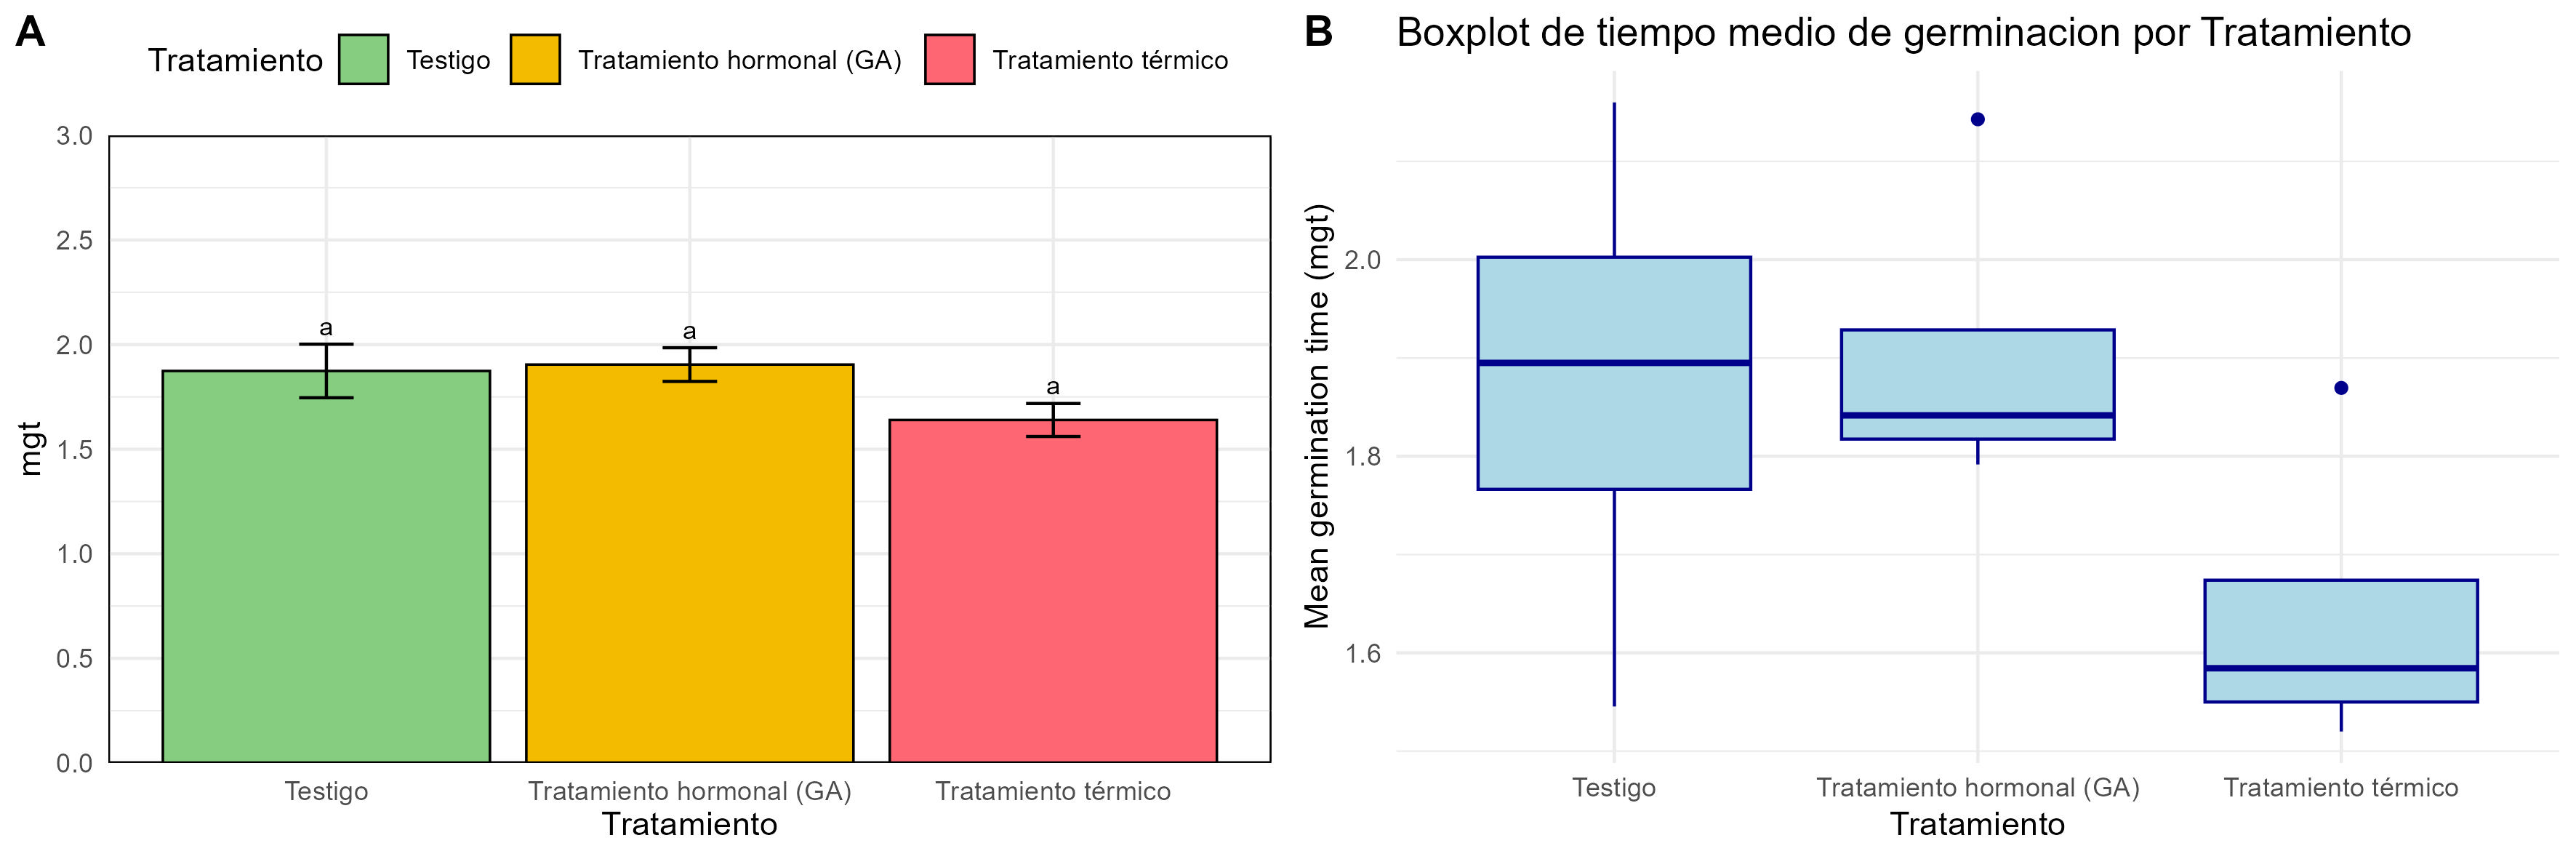 A
Tratamiento Testigo Tratamiento hormonal (GA) Tratamiento térmico
3.0
2.5
2.0
1.5
1.0
0.5
0.0
mgt
a
a
a
Testigo Tratamiento hormonal (GA) Tratamiento térmico
Tratamiento
B
Boxplot de tiempo medio de germinacion por Tratamiento
Mean germination time (mgt)
2.0
1.8
1.6
Testigo Tratamiento hormonal (GA) Tratamiento térmico
Tratamiento